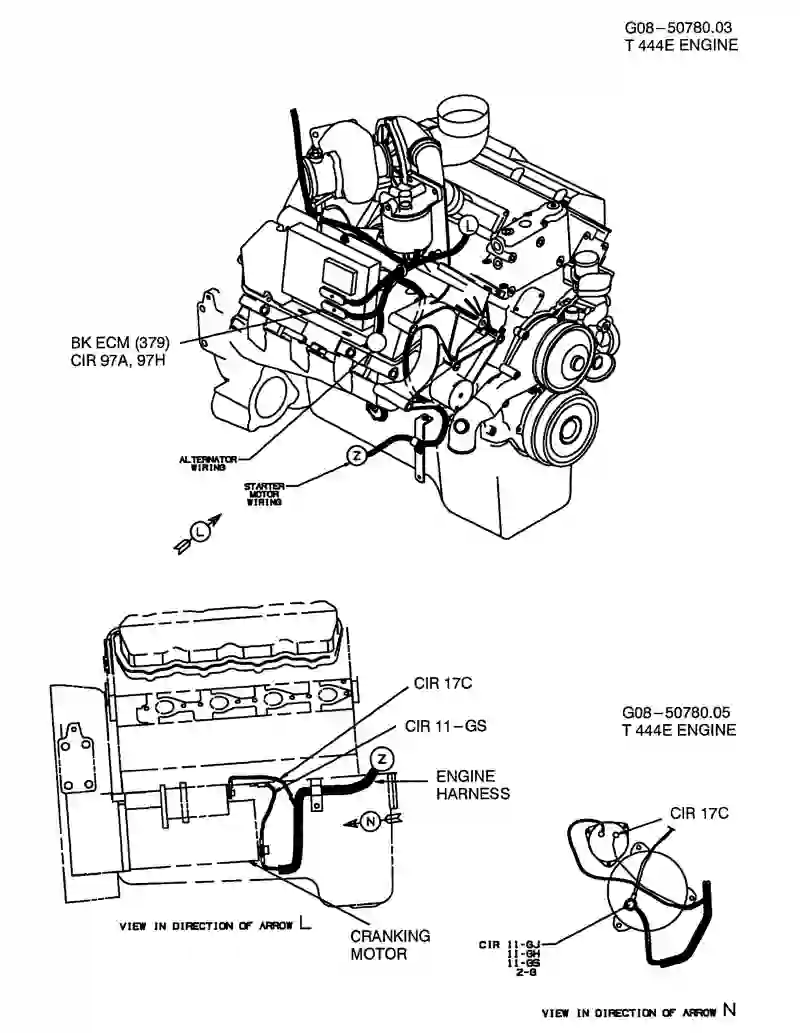 G08-50780.03
T 444E ENGINE
L
BK ECM (379)
CIR 97A, 97H
ALTERNATOR
WIRING
Z
STARTER
MOTOR
WIRING
L
CIR 17C
CIR 11-GS
Z
ENGINE
HARNESS
N
VIEW IN DIRECTION OF ARROW L
CRANKING
MOTOR
G08-50780.05
T 444E ENGINE
CIR 17C
CIR 11-GJ
11-GH
11-GS
2-G
VIEW IN DIRECTION OF ARROW N